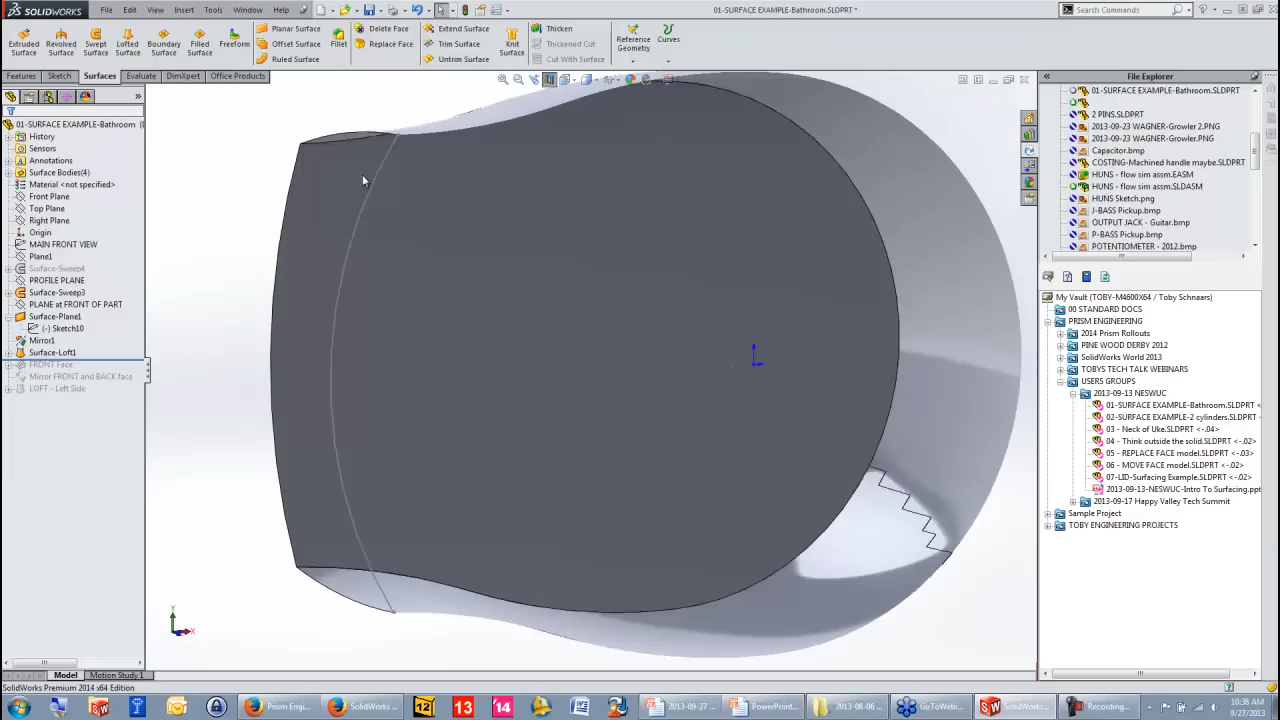 SOLIDWORKS
File Edit View Insert Tools Window Help
01-SURFACE EXAMPLE-Bathroom.SLDPRT *
Search Commands
Extruded Surface
Revolved Surface
Swept Surface
Lofted Surface
Boundary Surface
Filled Surface
Freeform
Planar Surface
Offset Surface
Ruled Surface
Fillet
Delete Face
Replace Face
Extend Surface
Trim Surface
Untrim Surface
Knit Surface
Thicken
Thickened Cut
Cut With Surface
Reference Geometry
Curves
Features Sketch Surfaces Evaluate DimXpert Office Products
01-SURFACE EXAMPLE-Bathroom (
History
Sensors
Annotations
Surface Bodies(4)
Material <not specified>
Front Plane
Top Plane
Right Plane
Origin
MAIN FRONT VIEW
Plane1
Surface-Sweep4
PROFILE PLANE
Surface-Sweep3
PLANE at FRONT OF PART
Surface-Plane1
(-) Sketch10
Mirror1
Surface-Loft1
FRONT Face
Mirror FRONT and BACK face
LOFT - Left Side
Y
X
File Explorer
01-SURFACE EXAMPLE-Bathroom.SLDPRT
2 PINS.SLDPRT
2013-09-23 WAGNER-Growler 2.PNG
2013-09-23 WAGNER-Growler.PNG
Capacitor.bmp
COSTING-Machined handle maybe.SLDPRT
HUNS - flow sim assm.EASM
HUNS - flow sim assm.SLDASM
HUNS Sketch.png
J-BASS Pickup.bmp
OUTPUT JACK - Guitar.bmp
P-BASS Pickup.bmp
POTENTIOMETER - 2012.bmp
My Vault (TOBY-M4600X64 / Toby Schnaars)
00 STANDARD DOCS
PRISM ENGINEERING
2014 Prism Rollouts
PINE WOOD DERBY 2012
SolidWorks World 2013
TOBYS TECH TALK WEBINARS
USERS GROUPS
2013-09-13 NESWUC
01-SURFACE EXAMPLE-Bathroom.SLDPRT <
02-SURFACE EXAMPLE-2 cylinders.SLDPRT
03 - Neck of Uke.SLDPRT <-.04>
04 - Think outside the solid.SLDPRT <-.02>
05 - REPLACE FACE model.SLDPRT <-.03>
06 - MOVE FACE model.SLDPRT <-.02>
07-LID-Surfacing Example.SLDPRT <-.02>
2013-09-13-NESWUC-Intro To Surfacing.ppt
2013-09-17 Happy Valley Tech Summit
Sample Project
TOBY ENGINEERING PROJECTS
Model Motion Study 1
SolidWorks Premium 2014 x64 Edition
Prism Engin...
SolidWorks ...
12
13
14
2013-09-27 ...
PowerPoint...
2013-08-06 ...
GoToWebi...
SolidWorks...
Recording...
10:38 AM
9/27/2013